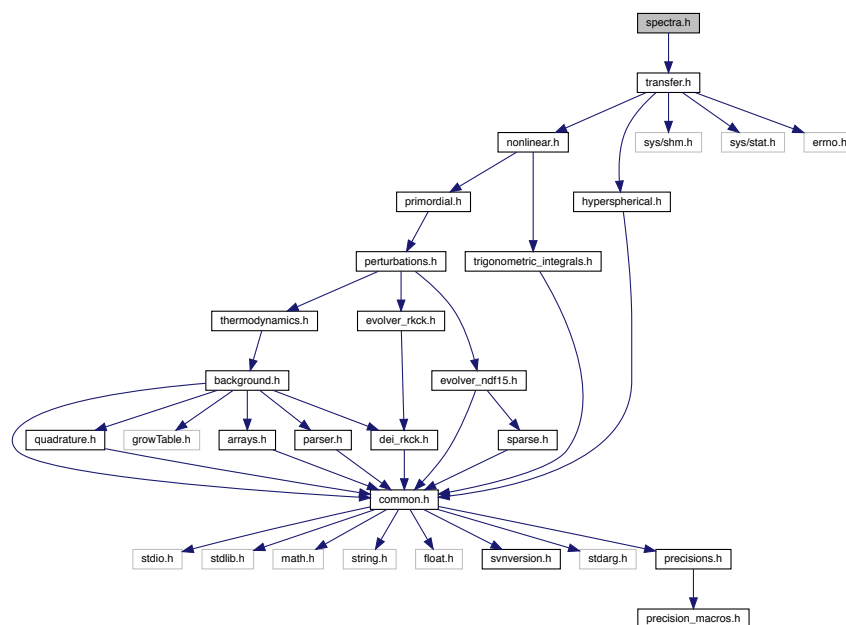 spectra.h
transfer.h
nonlinear.h
sys/shm.h
sys/stat.h
errno.h
primordial.h
hyperspherical.h
perturbations.h
trigonometric_integrals.h
thermodynamics.h
evolver_rkck.h
background.h
evolver_ndf15.h
quadrature.h
growTable.h
arrays.h
parser.h
dei_rkck.h
sparse.h
common.h
stdio.h
stdlib.h
math.h
string.h
float.h
svnversion.h
stdarg.h
precisions.h
precision_macros.h